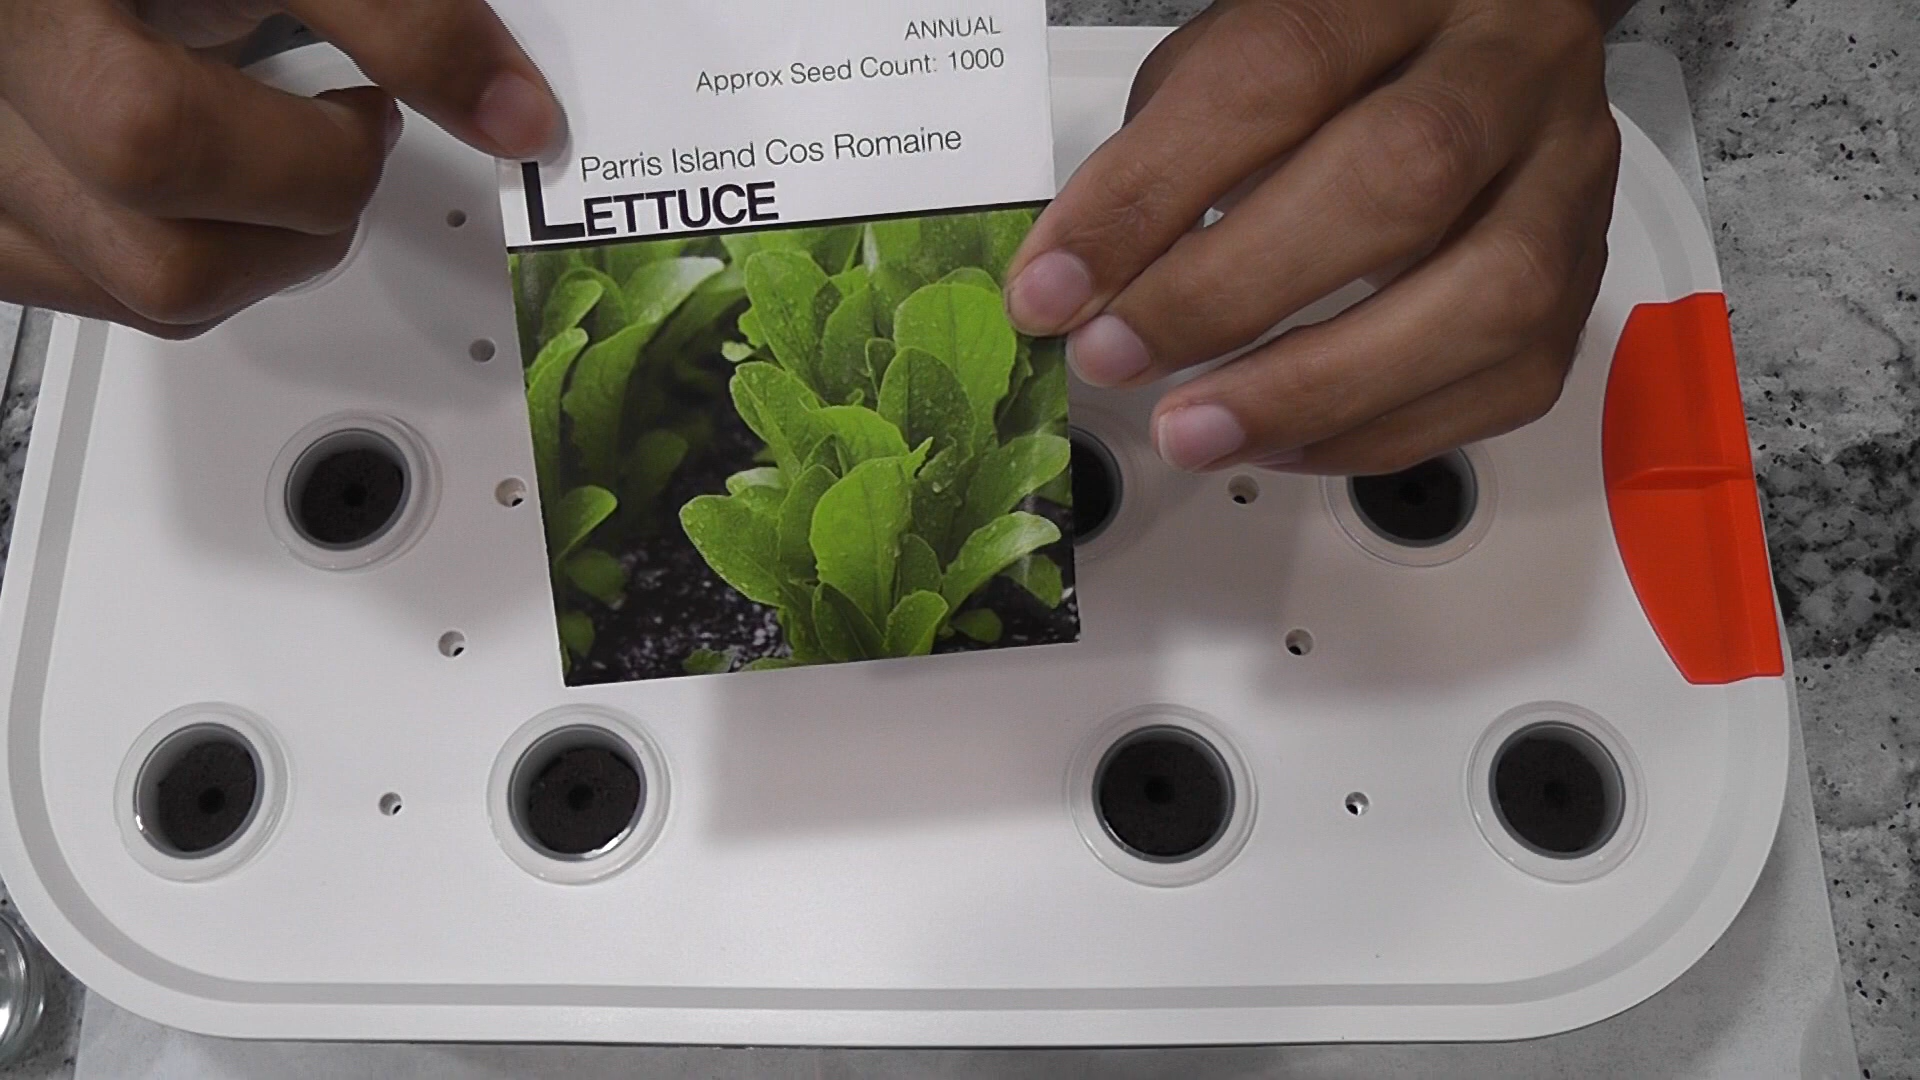 ANNUAL
Approx Seed Count: 1000
Parris Island Cos Romaine
LETTUCE